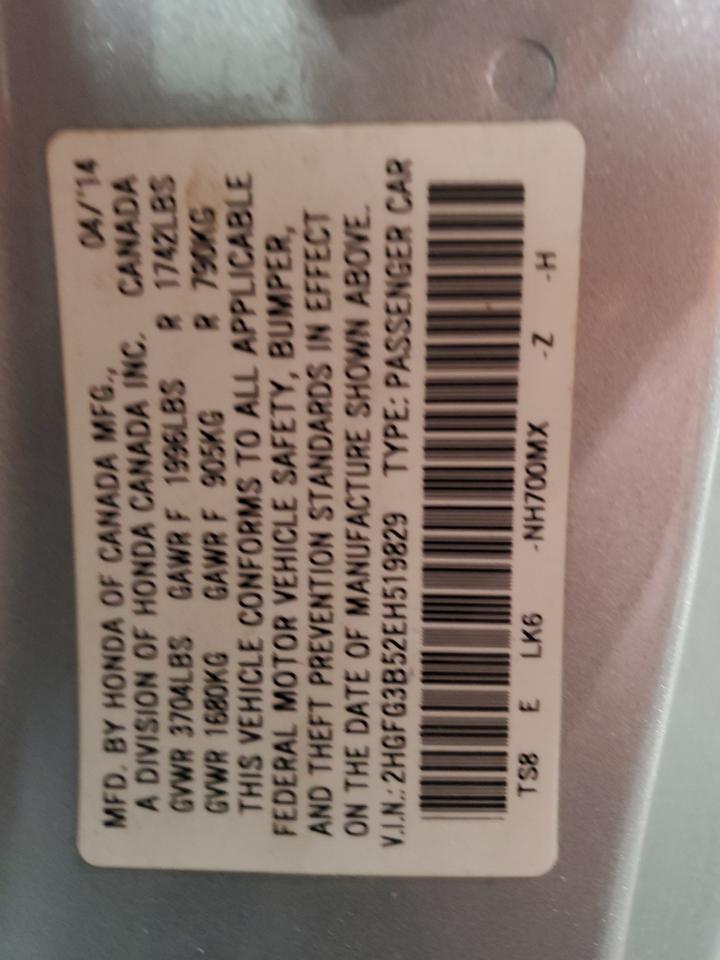 MFD. BY HONDA OF CANADA MFG., 04/'14
A DIVISION OF HONDA CANADA INC. CANADA
GVWR 3704LBS GAWR F 1996LBS R 1742LBS
GVWR 1680KG GAWR F 905KG R 790KG
THIS VEHICLE CONFORMS TO ALL APPLICABLE
FEDERAL MOTOR VEHICLE SAFETY, BUMPER,
AND THEFT PREVENTION STANDARDS IN EFFECT
ON THE DATE OF MANUFACTURE SHOWN ABOVE.
V.I.N.: 2HGFG3B52EH519829 TYPE: PASSENGER CAR
TS8 E LK6 -NH700MX -Z -H